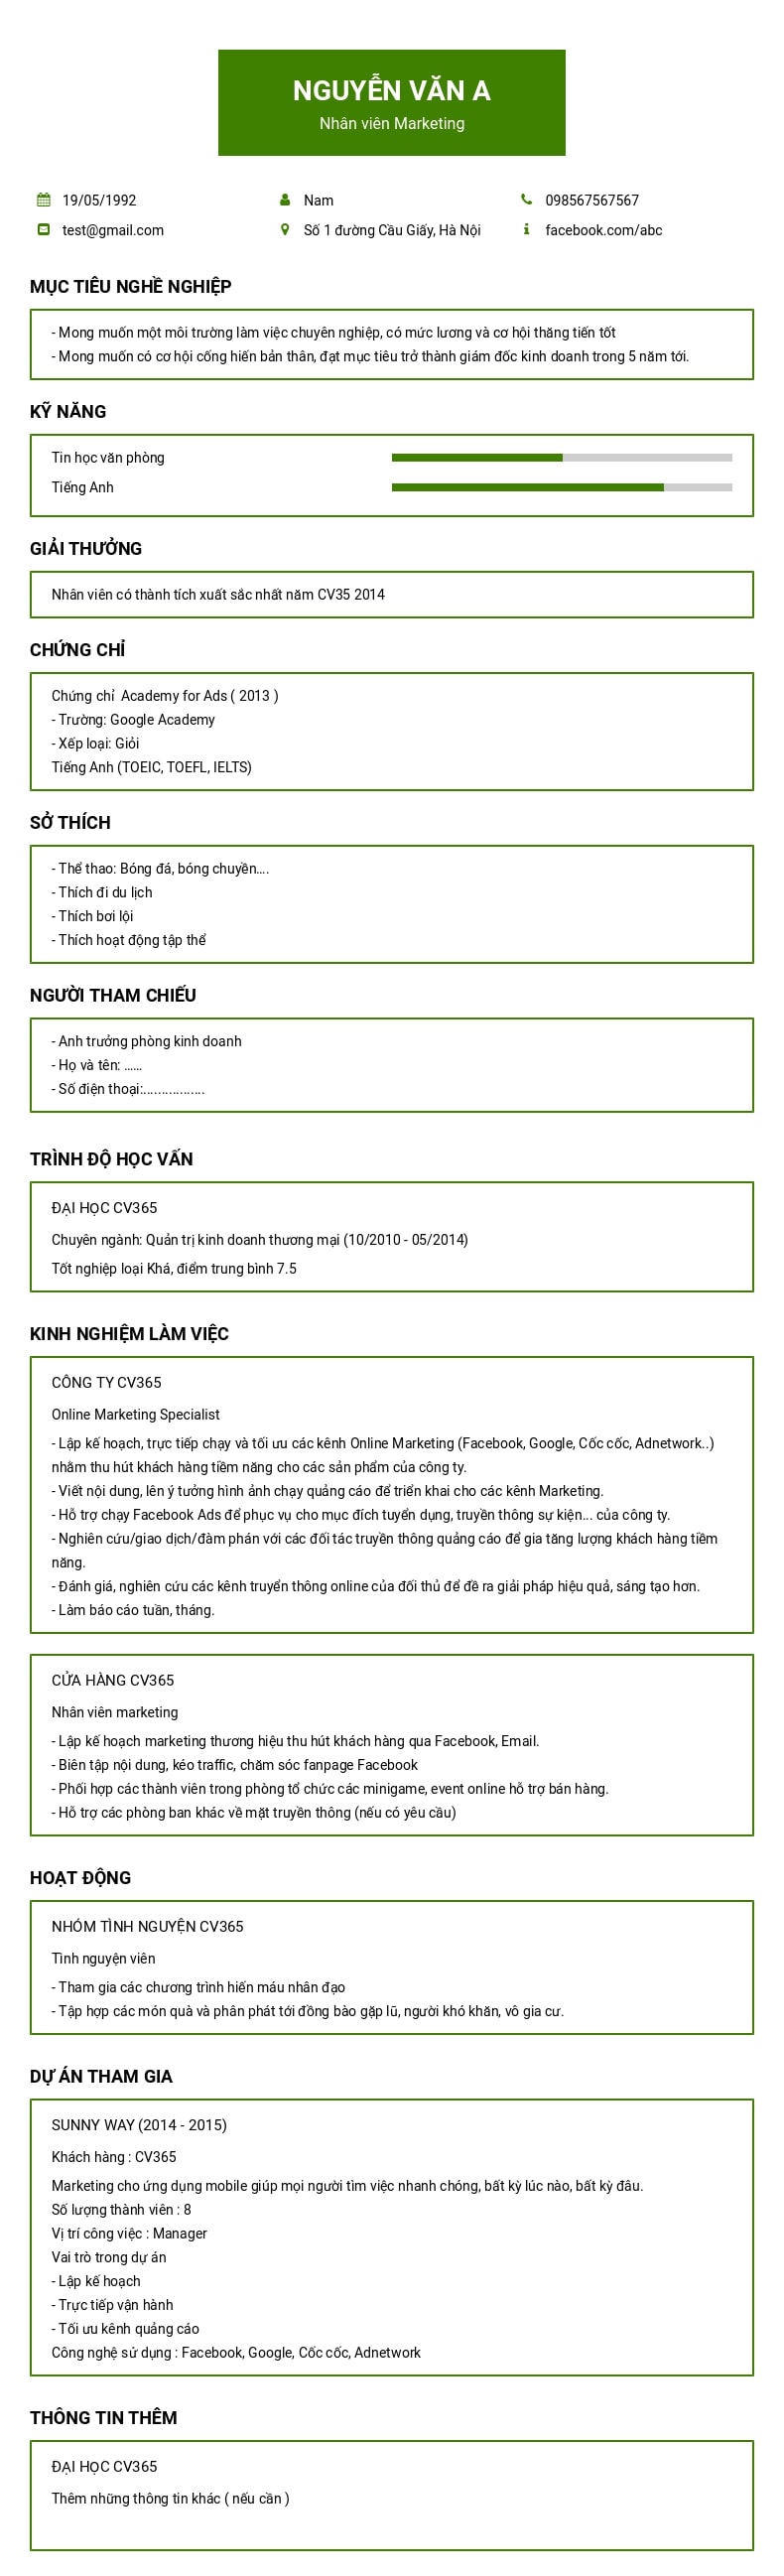 NGUYỄN VĂN A
Nhân viên Marketing
19/05/1992
Nam
098567567567
test@gmail.com
Số 1 đường Cầu Giấy, Hà Nội
facebook.com/abc
MỤC TIÊU NGHỀ NGHIỆP
- Mong muốn một môi trường làm việc chuyên nghiệp, có mức lương và cơ hội thăng tiến tốt
- Mong muốn có cơ hội cống hiến bản thân, đạt mục tiêu trở thành giám đốc kinh doanh trong 5 năm tới.
KỸ NĂNG
Tin học văn phòng
Tiếng Anh
GIẢI THƯỞNG
Nhân viên có thành tích xuất sắc nhất năm CV35 2014
CHỨNG CHỈ
Chứng chỉ  Academy for Ads ( 2013 )
- Trường: Google Academy
- Xếp loại: Giỏi
Tiếng Anh (TOEIC, TOEFL, IELTS)
SỞ THÍCH
- Thể thao: Bóng đá, bóng chuyền....
- Thích đi du lịch
- Thích bơi lội
- Thích hoạt động tập thể
NGƯỜI THAM CHIẾU
- Anh trưởng phòng kinh doanh
- Họ và tên: ......
- Số điện thoại:.................
TRÌNH ĐỘ HỌC VẤN
ĐẠI HỌC CV365
Chuyên ngành: Quản trị kinh doanh thương mại (10/2010 - 05/2014)
Tốt nghiệp loại Khá, điểm trung bình 7.5
KINH NGHIỆM LÀM VIỆC
CÔNG TY CV365
Online Marketing Specialist
- Lập kế hoạch, trực tiếp chạy và tối ưu các kênh Online Marketing (Facebook, Google, Cốc cốc, Adnetwork..)
nhằm thu hút khách hàng tiềm năng cho các sản phẩm của công ty.
- Viết nội dung, lên ý tưởng hình ảnh chạy quảng cáo để triển khai cho các kênh Marketing.
- Hỗ trợ chạy Facebook Ads để phục vụ cho mục đích tuyển dụng, truyền thông sự kiện... của công ty.
- Nghiên cứu/giao dịch/đàm phán với các đối tác truyền thông quảng cáo để gia tăng lượng khách hàng tiềm
năng.
- Đánh giá, nghiên cứu các kênh truyển thông online của đối thủ để đề ra giải pháp hiệu quả, sáng tạo hơn.
- Làm báo cáo tuần, tháng.
CỬA HÀNG CV365
Nhân viên marketing
- Lập kế hoạch marketing thương hiệu thu hút khách hàng qua Facebook, Email.
- Biên tập nội dung, kéo traffic, chăm sóc fanpage Facebook
- Phối hợp các thành viên trong phòng tổ chức các minigame, event online hỗ trợ bán hàng.
- Hỗ trợ các phòng ban khác về mặt truyền thông (nếu có yêu cầu)
HOẠT ĐỘNG
NHÓM TÌNH NGUYỆN CV365
Tình nguyện viên
- Tham gia các chương trình hiến máu nhân đạo
- Tập hợp các món quà và phân phát tới đồng bào gặp lũ, người khó khăn, vô gia cư.
DỰ ÁN THAM GIA
SUNNY WAY (2014 - 2015)
Khách hàng : CV365
Marketing cho ứng dụng mobile giúp mọi người tìm việc nhanh chóng, bất kỳ lúc nào, bất kỳ đâu.
Số lượng thành viên : 8
Vị trí công việc : Manager
Vai trò trong dự án
- Lập kế hoạch
- Trực tiếp vận hành
- Tối ưu kênh quảng cáo
Công nghệ sử dụng : Facebook, Google, Cốc cốc, Adnetwork
THÔNG TIN THÊM
ĐẠI HỌC CV365
Thêm những thông tin khác ( nếu cần )